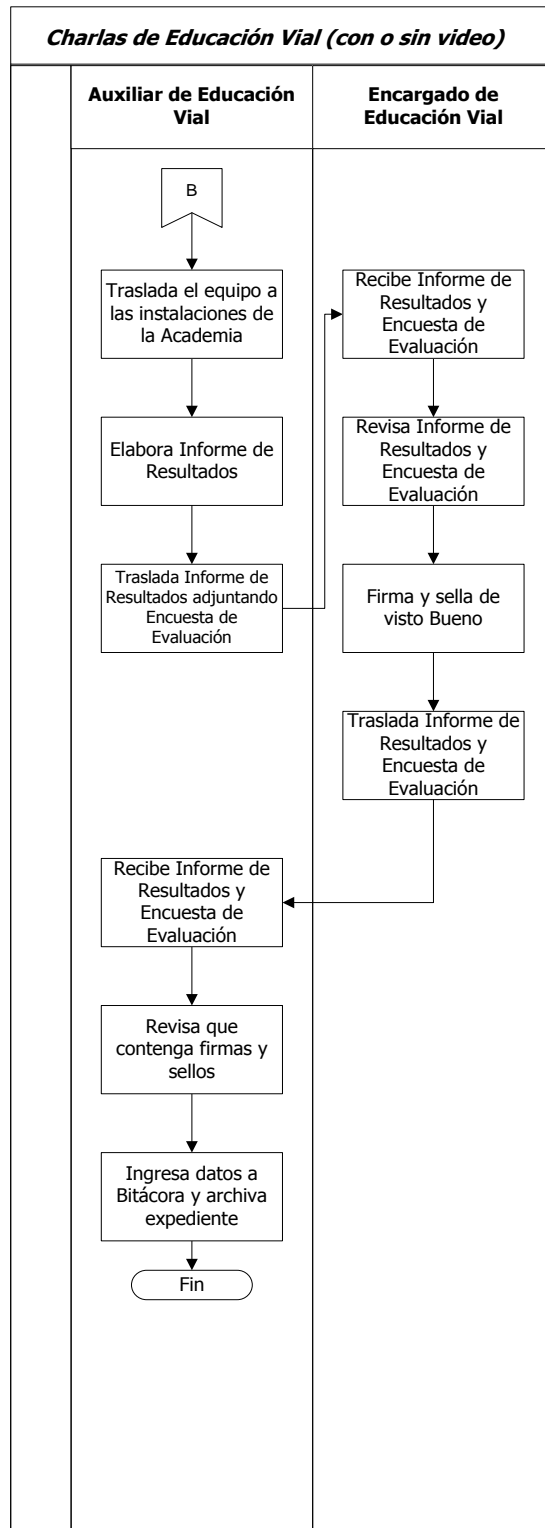 Charlas de Educación Vial (con o sin video)
Auxiliar de Educación
Vial
Encargado de
Educación Vial
B
Traslada el equipo a
las instalaciones de
la Academia
Elabora Informe de
Resultados
Traslada Informe de
Resultados adjuntando
Encuesta de
Evaluación
Recibe Informe de
Resultados y
Encuesta de
Evaluación
Revisa Informe de
Resultados y
Encuesta de
Evaluación
Firma y sella de
visto Bueno
Traslada Informe de
Resultados y
Encuesta de
Evaluación
Recibe Informe de
Resultados y
Encuesta de
Evaluación
Revisa que
contenga firmas y
sellos
Ingresa datos a
Bitácora y archiva
expediente
Fin